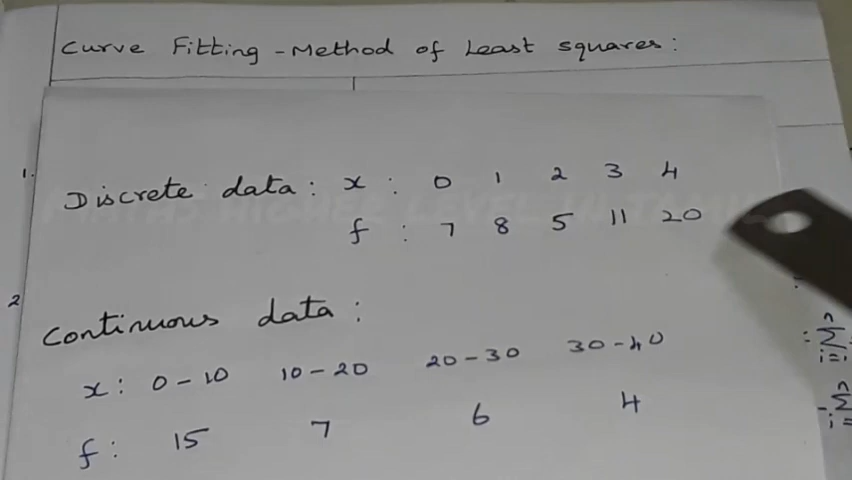 Curve Fitting - Method of Least squares:
1.
Discrete data: x : 0 1 2 3 4
f : 7 8 5 11 20
2
Continuous data:
x: 0-10 10-20 20-30 30-40
f: 15 7 6 4